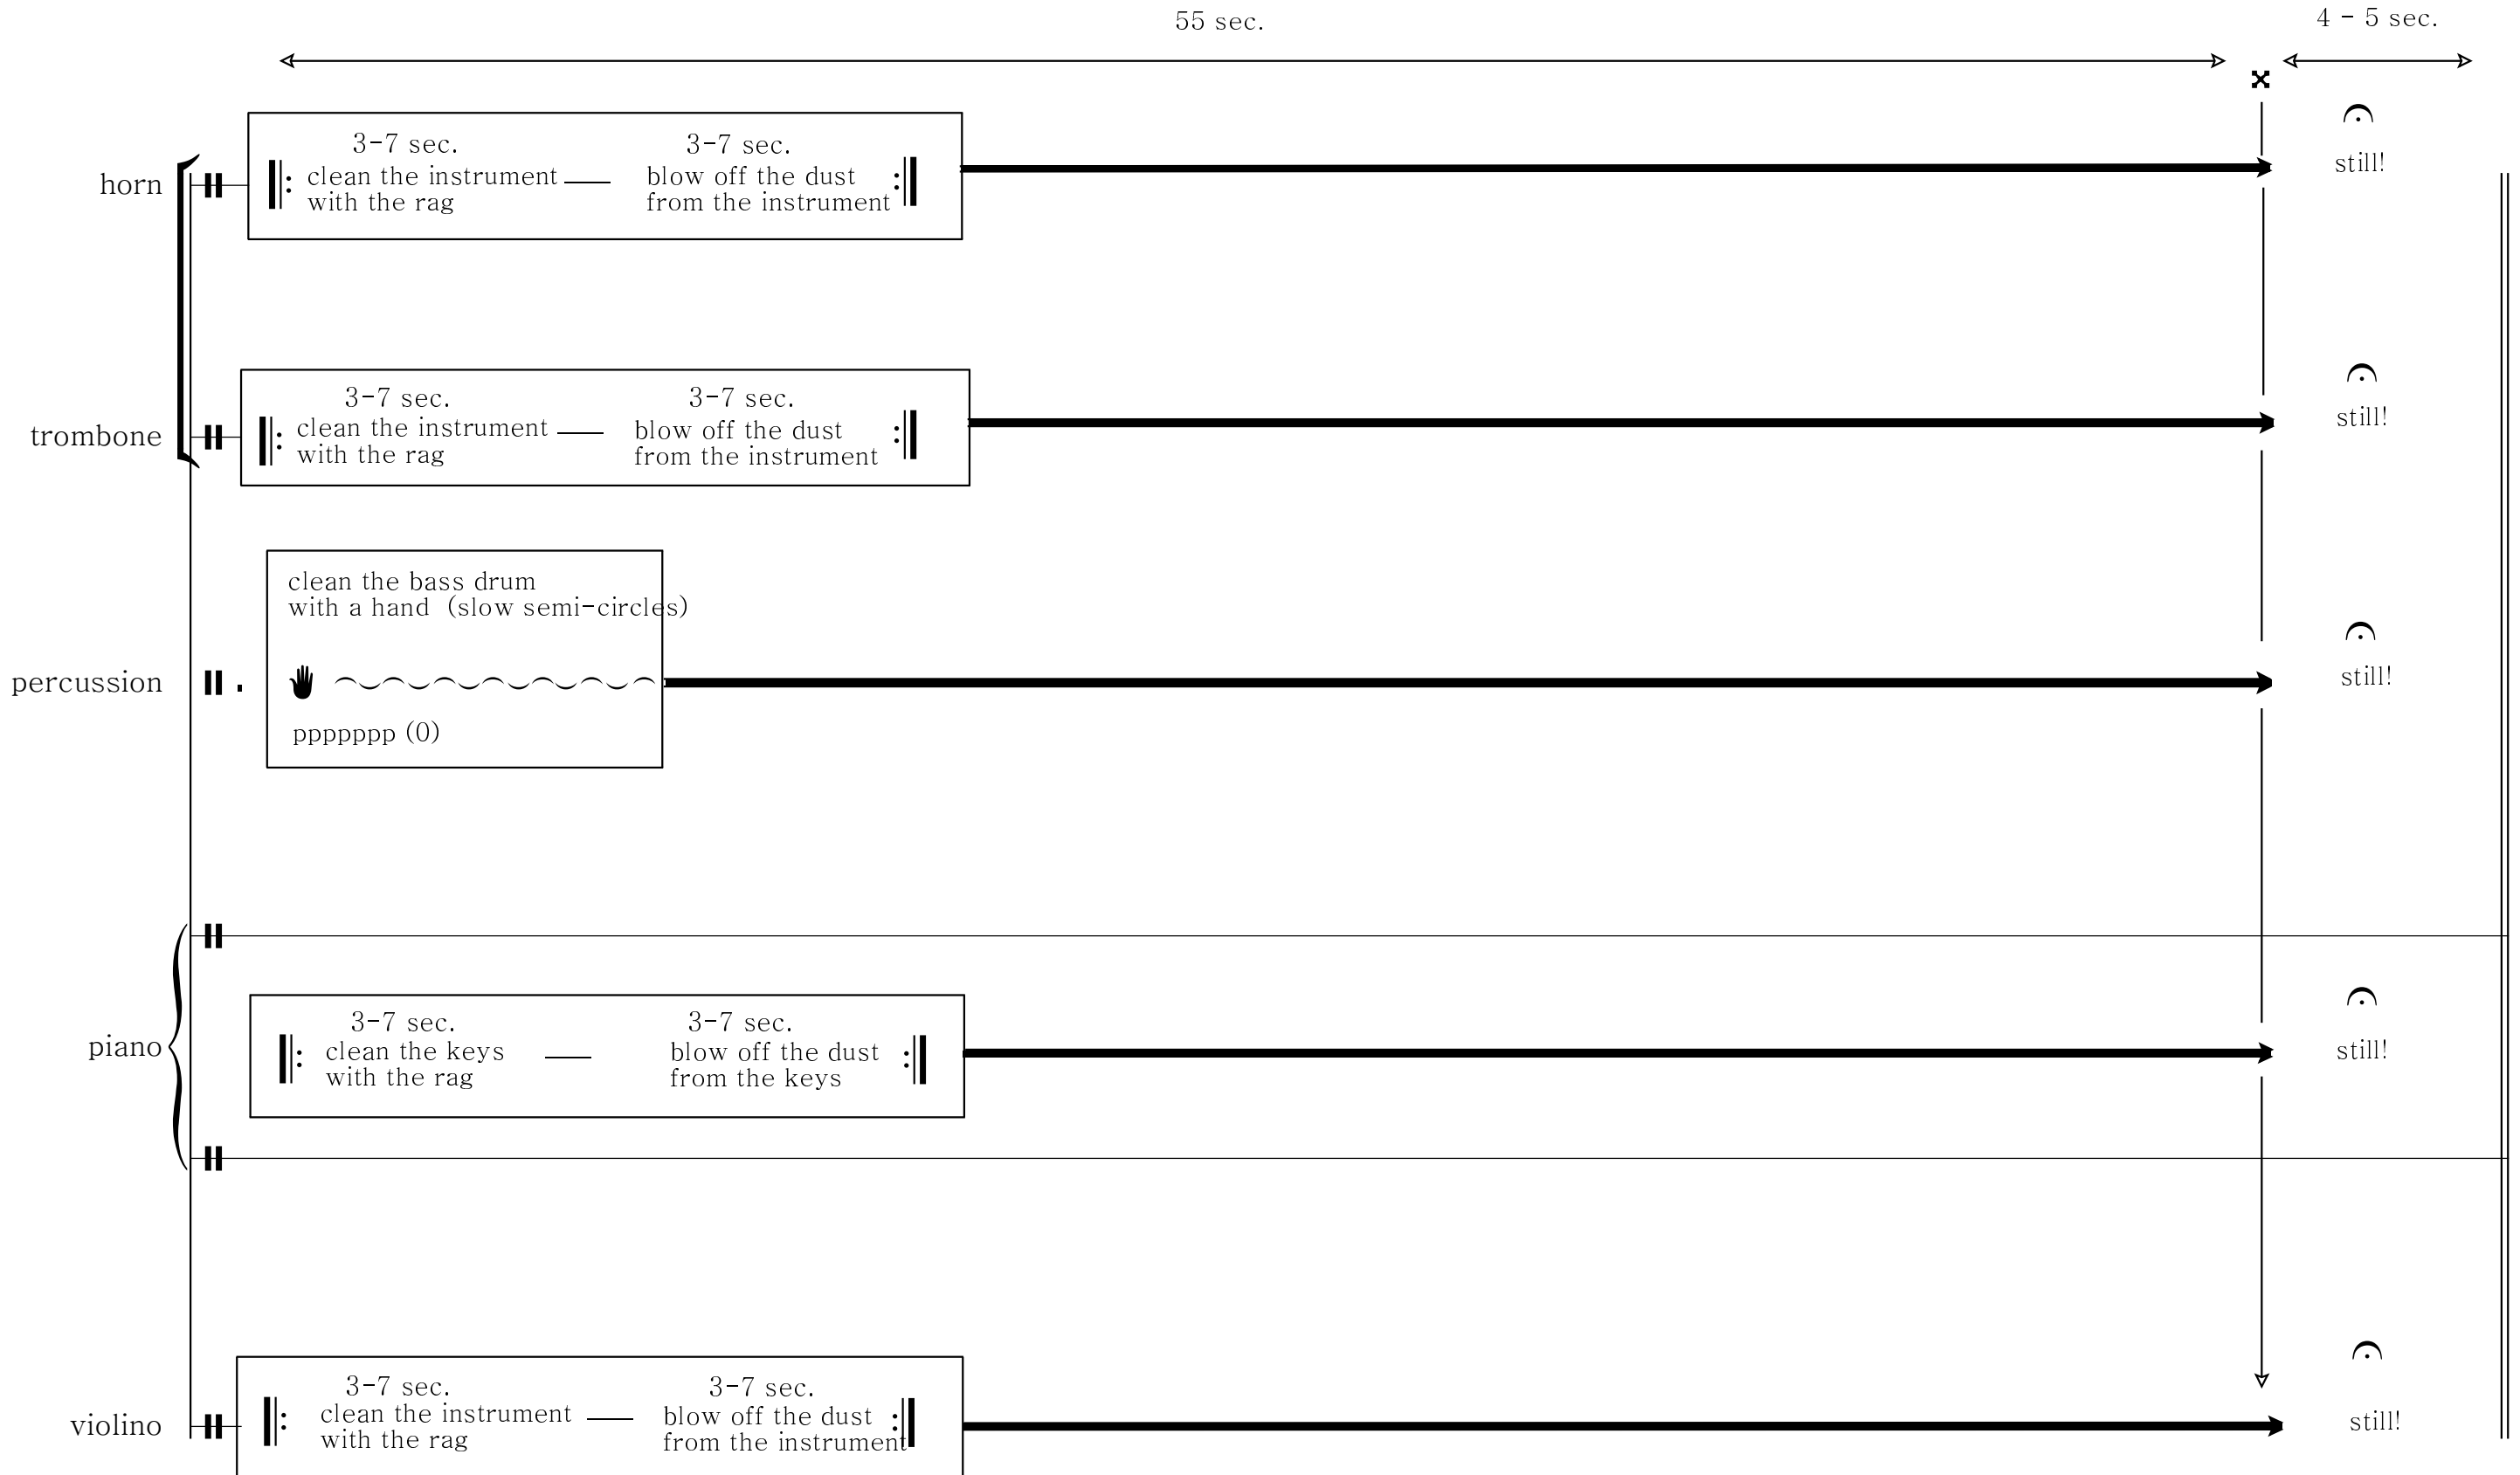 55 sec.
4 - 5 sec.
3-7 sec.
3-7 sec.
horn
clean the instrument
with the rag
blow off the dust
from the instrument
still!
3-7 sec.
3-7 sec.
trombone
clean the instrument
with the rag
blow off the dust
from the instrument
still!
clean the bass drum
with a hand (slow semi-circles)
percussion
still!
ppppppp (0)
3-7 sec.
3-7 sec.
piano
clean the keys
with the rag
blow off the dust
from the keys
still!
3-7 sec.
3-7 sec.
violino
clean the instrument
with the rag
blow off the dust
from the instrument
still!